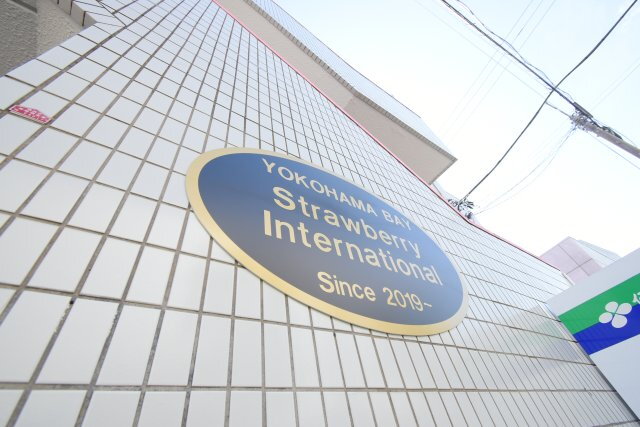 YOKOHAMA BAY
Strawberry
International
Since 2019-